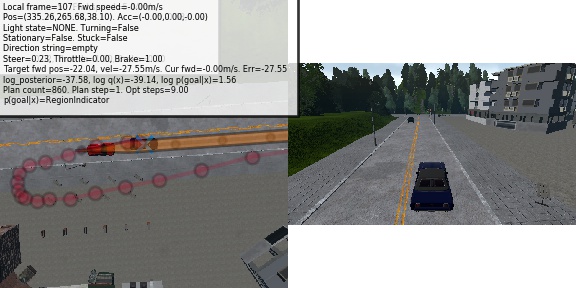 Local frame=107. Fwd speed=-0.00m/s
Pos=(335.26,265.68,38.10). Acc=(-0.00,0.00;-0.00)
Light state=NONE. Turning=False
Stationary=False. Stuck=False
Direction string=empty
Steer=0.23; Throttle=0.00, Brake=1.00
Target fwd pos=-22.04, vel=-27.55m/s. Cur fwd=-0.00m/s. Err=-27.55
log_posterior=-37.58, log q(x)=-39.14, log p(goal|x)=1.56
Plan count=860. Plan step=1. Opt steps=9.00
p(goal|x)=RegionIndicator